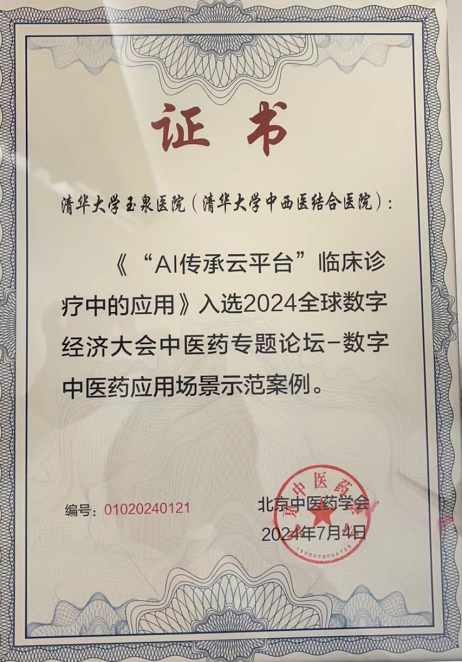 证书
清华大学玉泉医院（清华大学中西医结合医院）：
《“AI传承云平台”临床诊
疗中的应用》入选2024全球数字
经济大会中医药专题论坛-数字
中医药应用场景示范案例。
编号：01020240121
北京中医药学会
2024年7月4日